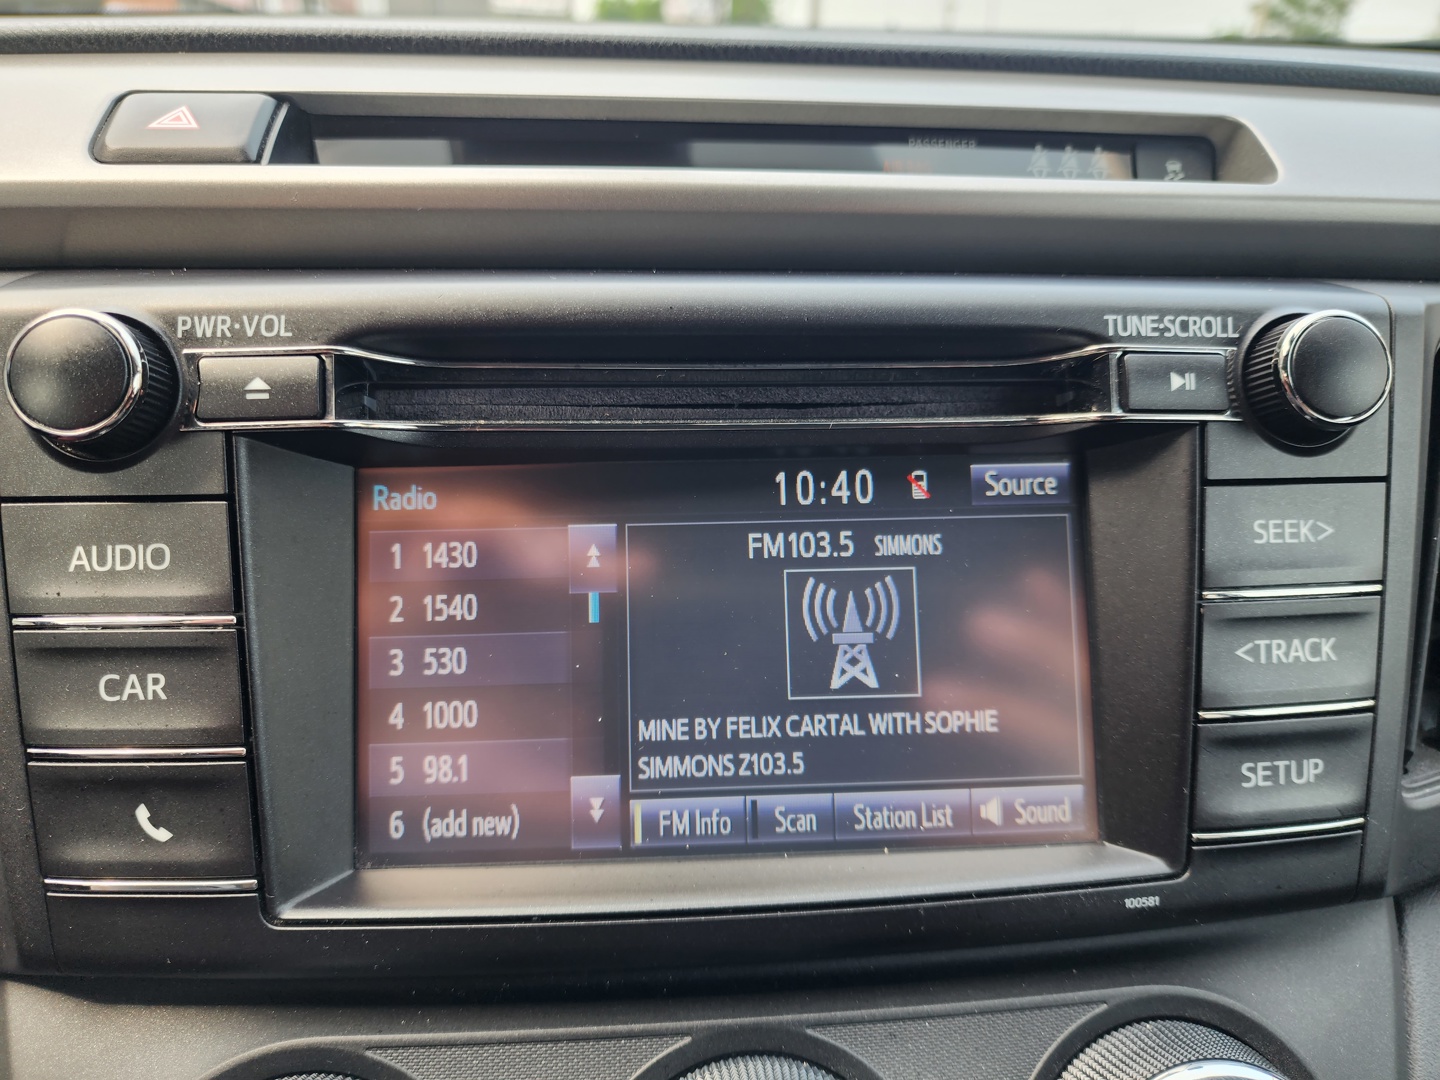 PASSENGER
PWR·VOL
TUNE·SCROLL
AUDIO
CAR
Radio
10:40
Source
1 1430
2 1540
3 530
4 1000
5 98.1
6 (add new)
FM103.5 SIMMONS
MINE BY FELIX CARTAL WITH SOPHIE
SIMMONS Z103.5
FM Info
Scan
Station List
Sound
SEEK>
<TRACK
SETUP
100581